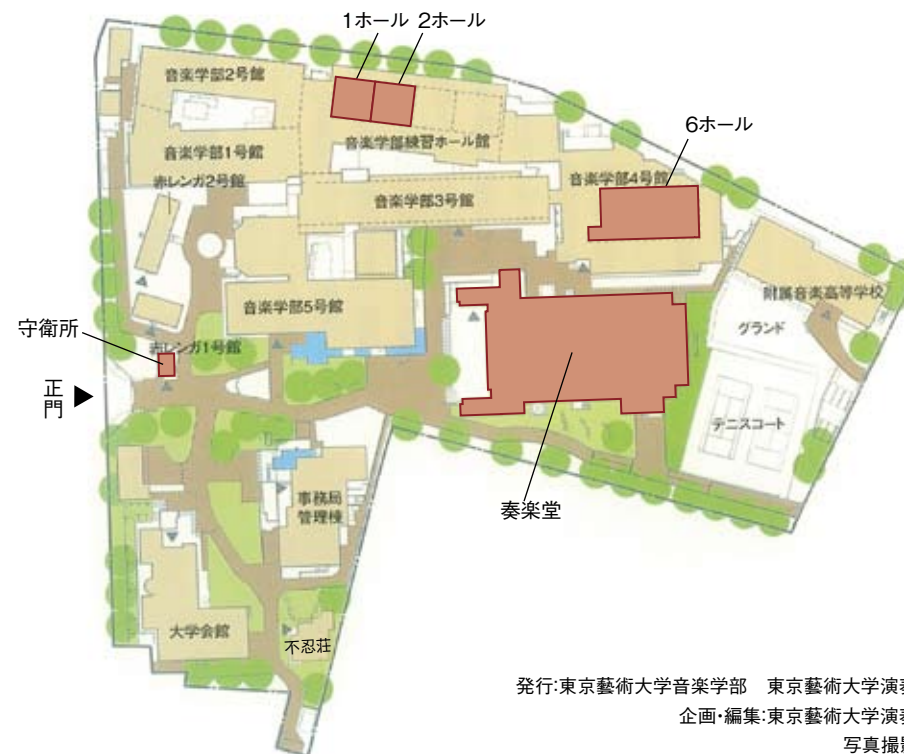 1ホール 2ホール
音楽学部2号館
6ホール
音楽学部練習ホール館
音楽学部1号館
赤レンガ2号館
音楽学部4号館
音楽学部3号館
附属音楽高等学校
音楽学部5号館
グランド
守衛所
赤レンガ1号館
正門
テニスコート
事務局
管理棟
奏楽堂
大学会館
不忍荘
発行:東京藝術大学音楽学部 東京藝術大学演奏
企画・編集:東京藝術大学演奏
写真撮影